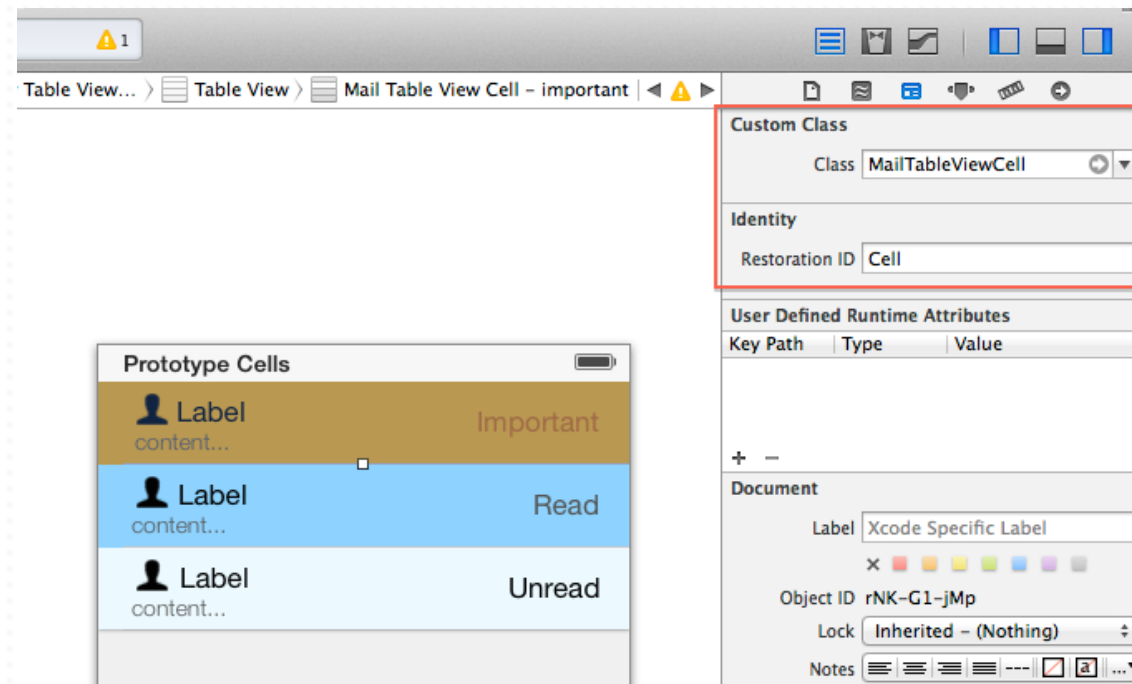 1
Table View... 〉 Table View 〉 Mail Table View Cell – important
Custom Class
Class MailTableViewCell
Identity
Restoration ID Cell
User Defined Runtime Attributes
Key Path Type Value
+ −
Prototype Cells
Label
Important
content...
Label
Read
content...
Label
Unread
content...
Document
Label Xcode Specific Label
Object ID rNK-G1-jMp
Lock Inherited – (Nothing)
Notes